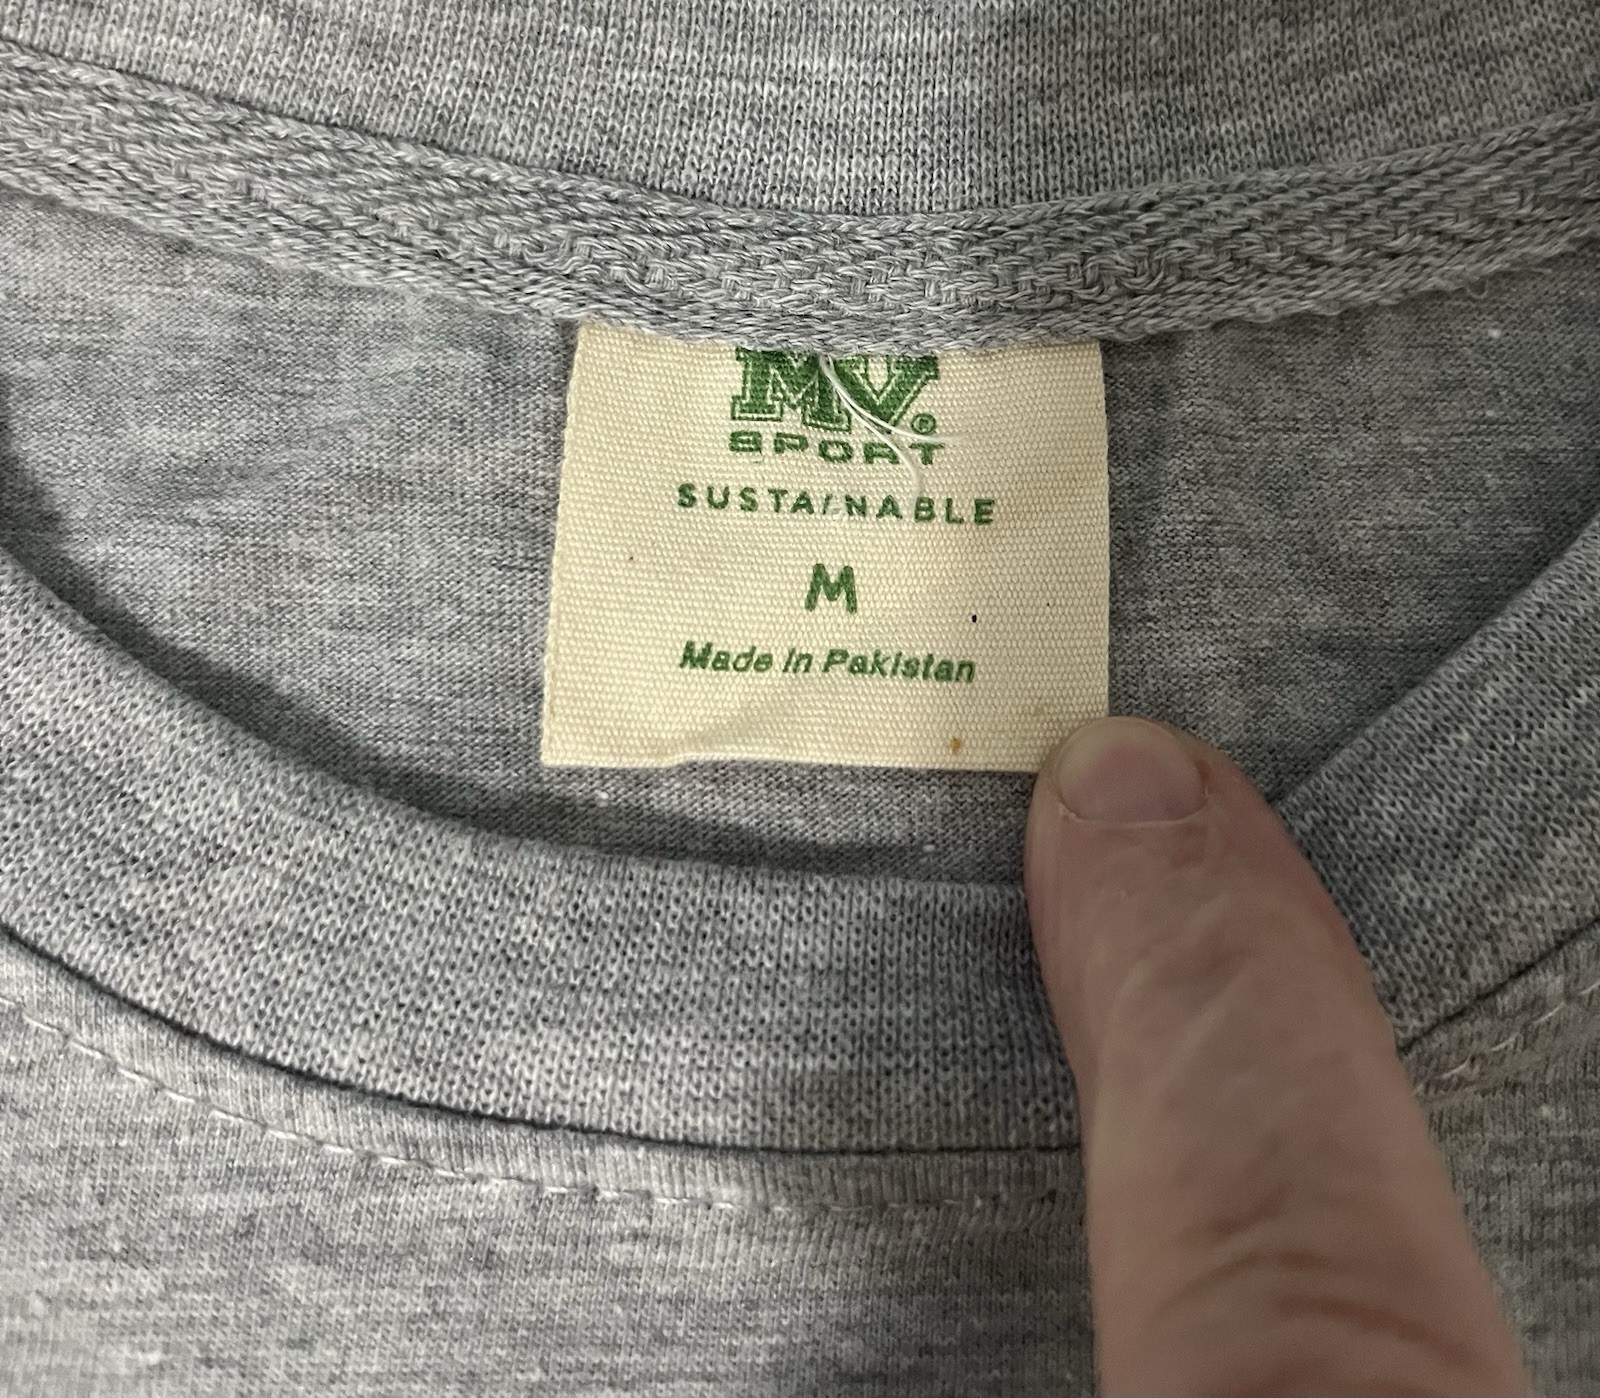 MV®
SPORT
SUSTAINABLE
M
Made in Pakistan